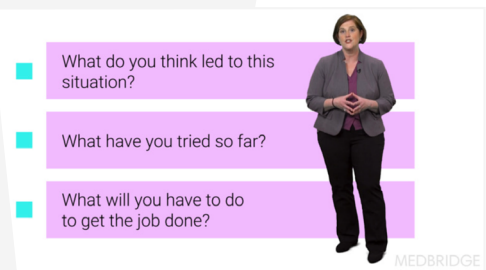 What do you think led to this
situation?
What have you tried so far?
What will you have to do
to get the job done?
MEDBRIDGE